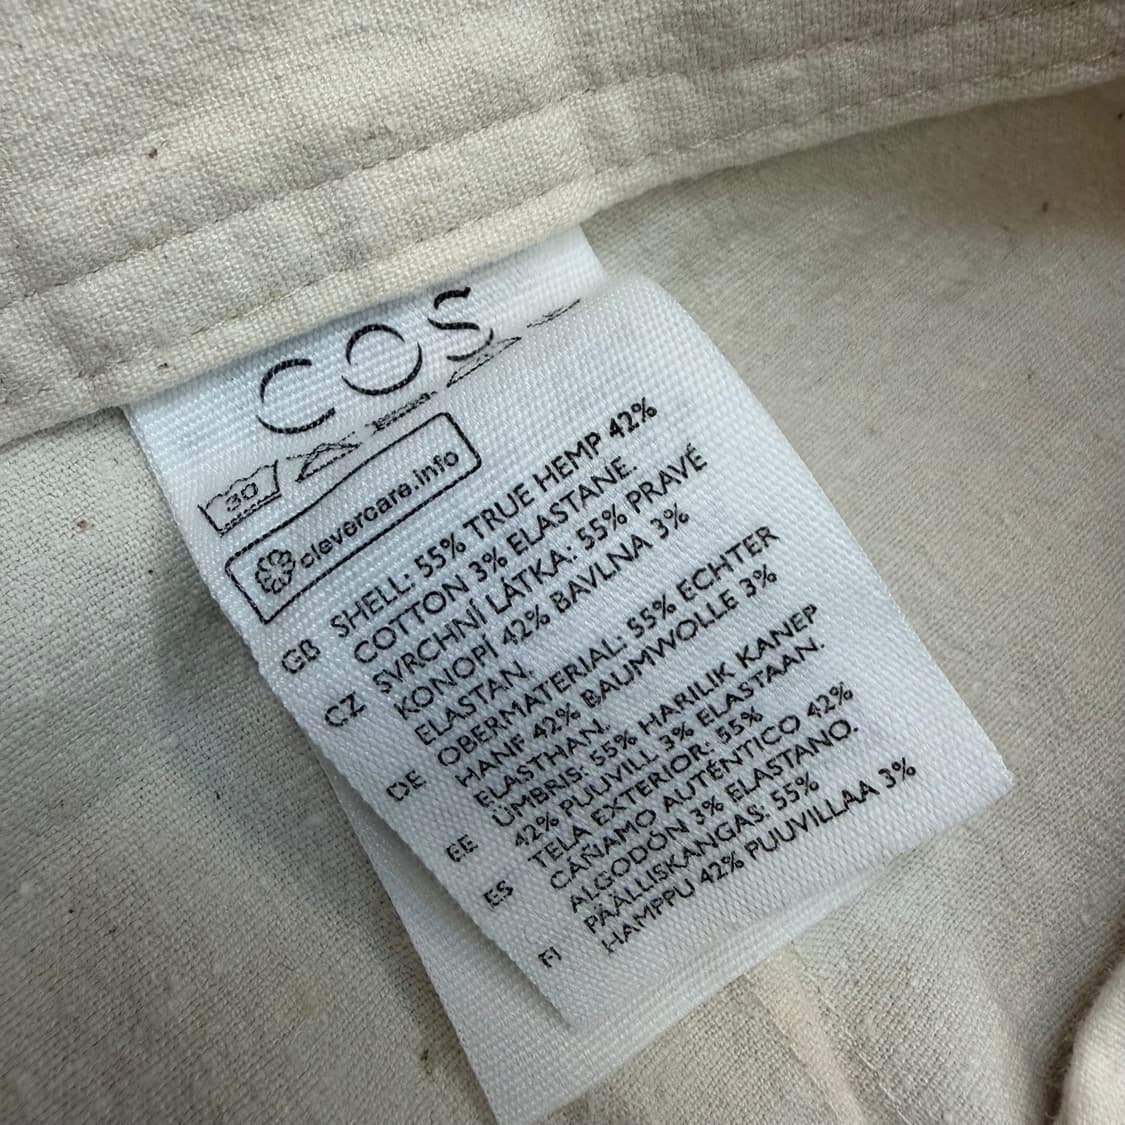 COS
30
clevercare.info
GB SHELL: 55% TRUE HEMP 42%
COTTON 3% ELASTANE.
CZ SVRCHNÍ LÁTKA: 55% PRAVÉ
KONOPÍ 42% BAVLNA 3%
ELASTAN.
DE OBERMATERIAL: 55% ECHTER
HANF 42% BAUMWOLLE 3%
ELASTHAN.
EE ÜMBRIS: 55% HARILIK KANEP
42% PUUVILL 3% ELASTAAN.
ES TELA EXTERIOR: 55%
CÁÑAMO AUTÉNTICO 42%
ALGODÓN 3% ELASTANO.
FI PÄÄLLISKANGAS: 55%
HAMPPU 42% PUUVILLAA 3%